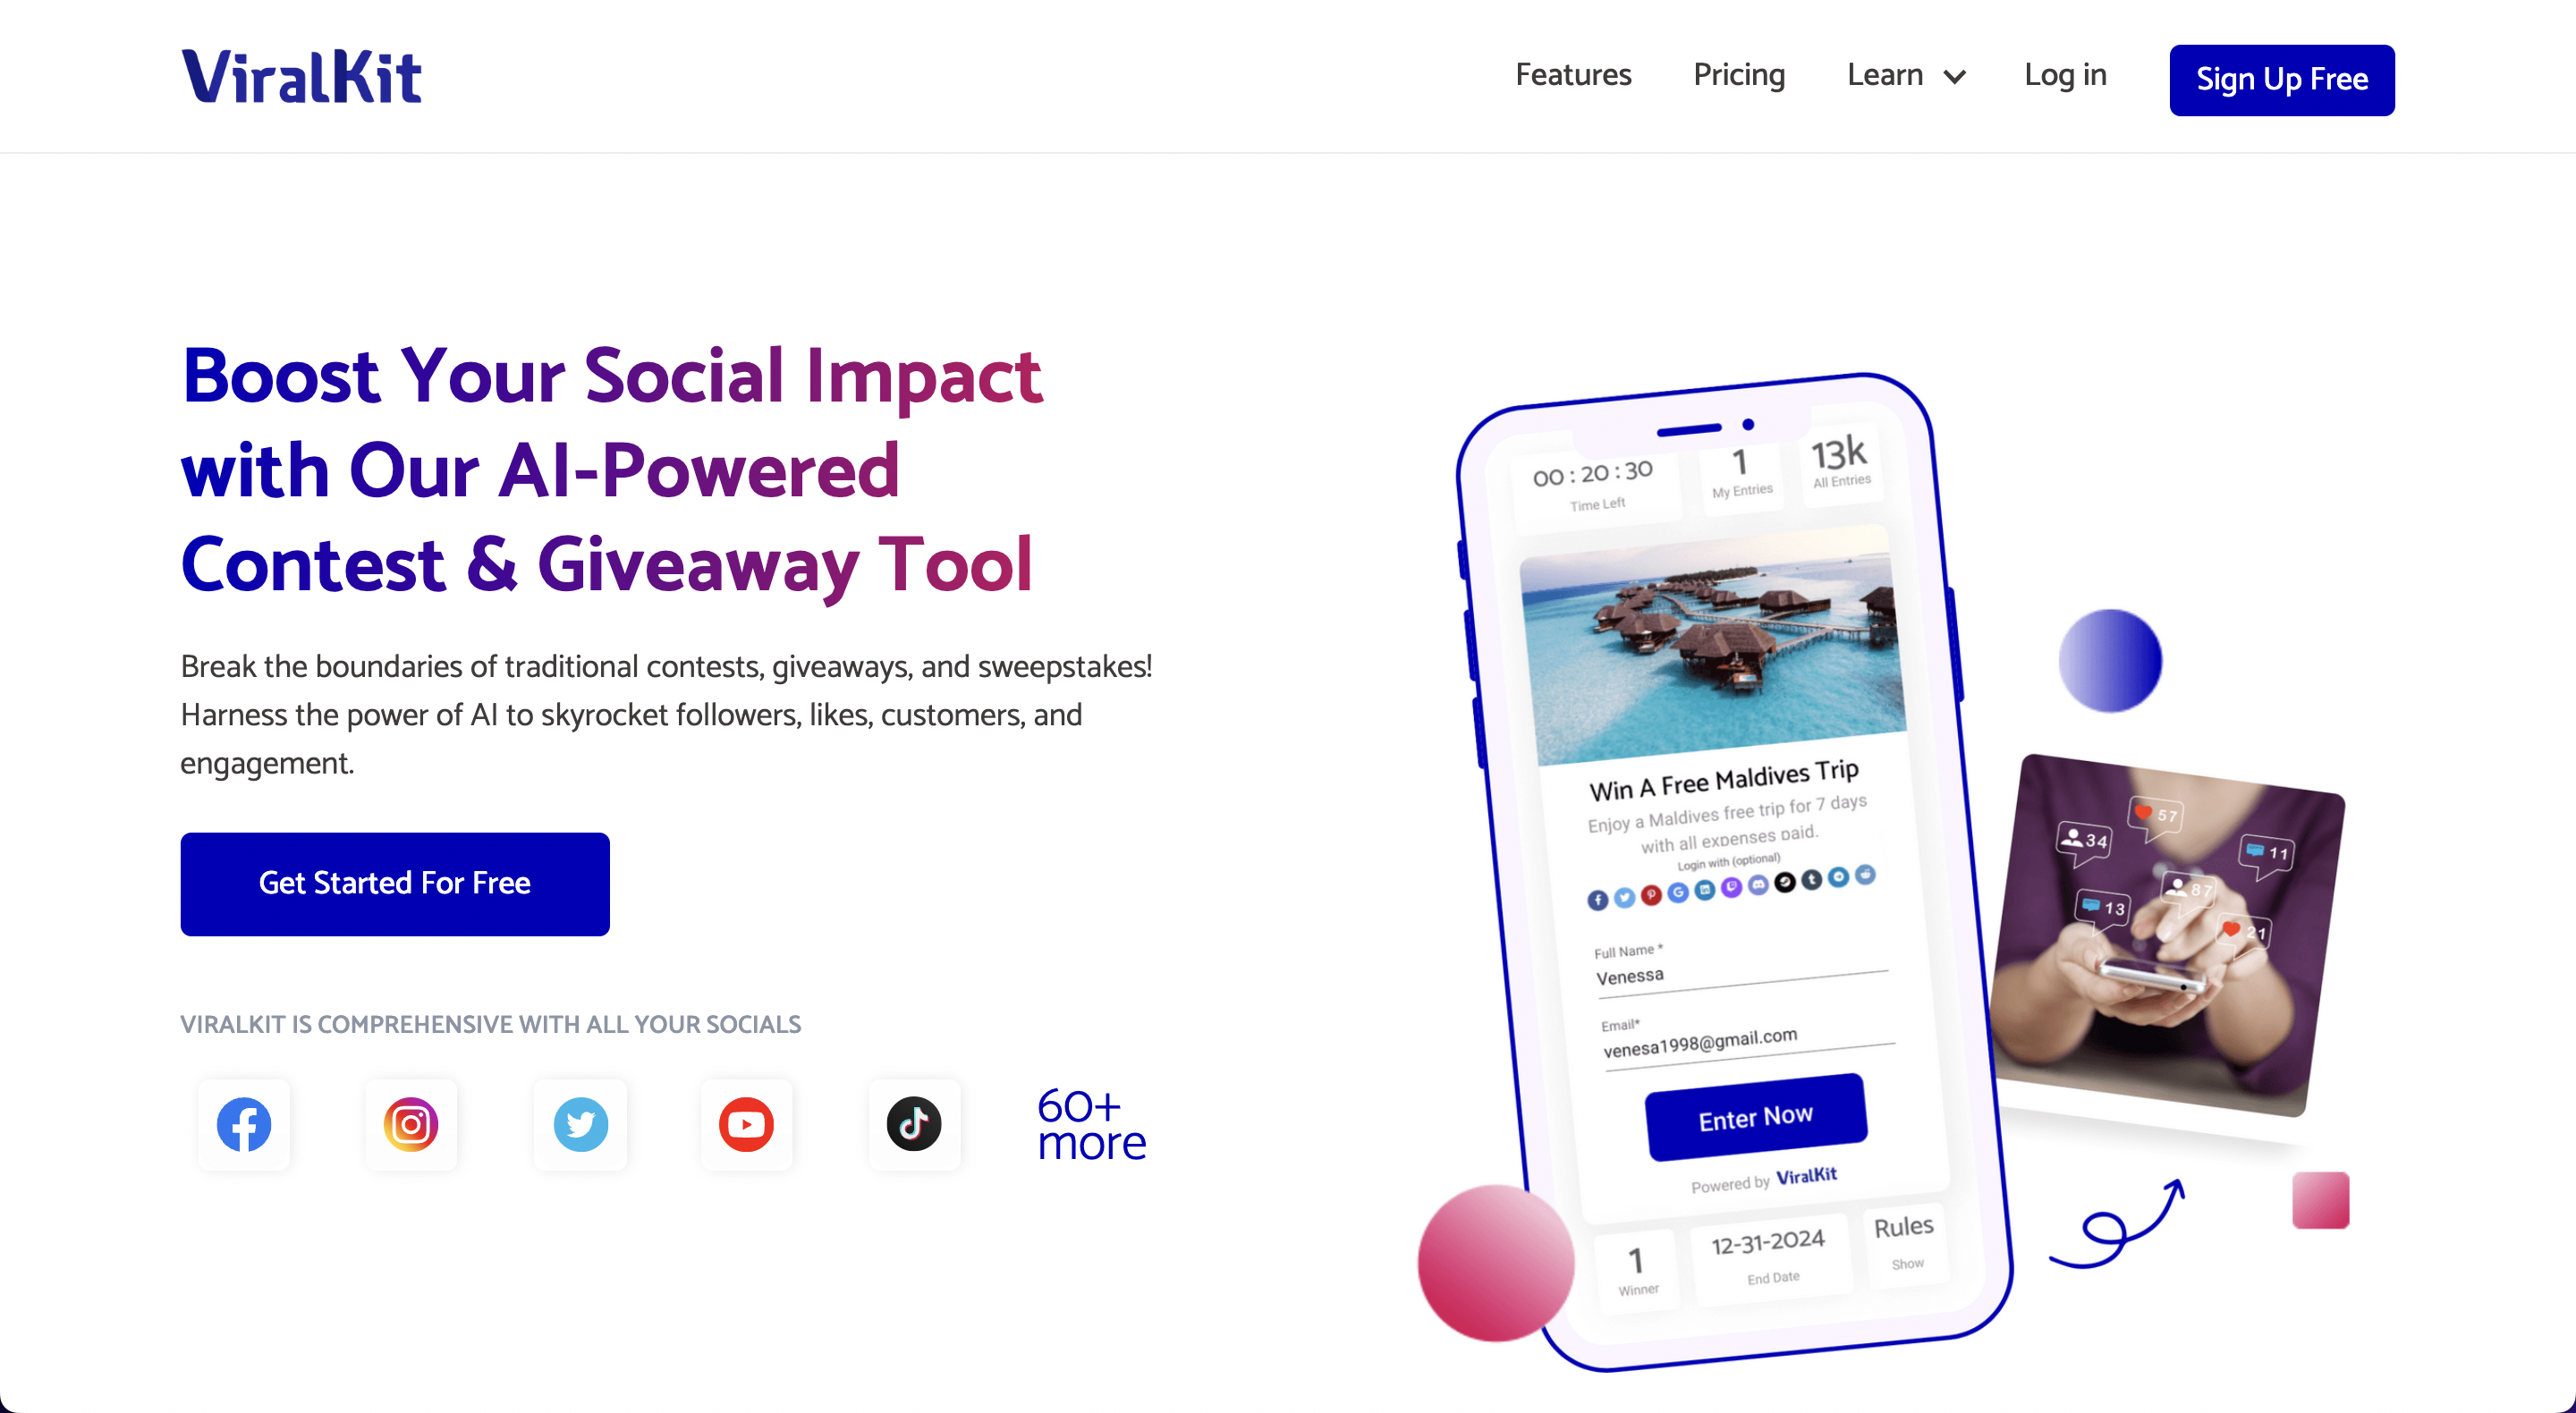 ViralKit
Features
Pricing
Learn
Log in
Sign Up Free
Boost Your Social Impact
with Our AI-Powered
Contest & Giveaway Tool
Break the boundaries of traditional contests, giveaways, and sweepstakes!
Harness the power of AI to skyrocket followers, likes, customers, and
engagement.
Get Started For Free
VIRALKIT IS COMPREHENSIVE WITH ALL YOUR SOCIALS
60+
more
00 : 20 : 30
Time Left
1
My Entries
13k
All Entries
Win A Free Maldives Trip
Enjoy a Maldives free trip for 7 days
with all expenses paid.
Login with (optional)
Full Name *
Venessa
Email*
venesa1998@gmail.com
Enter Now
Powered by ViralKit
1
Winner
12-31-2024
End Date
Rules
Show
57
34
11
87
13
21